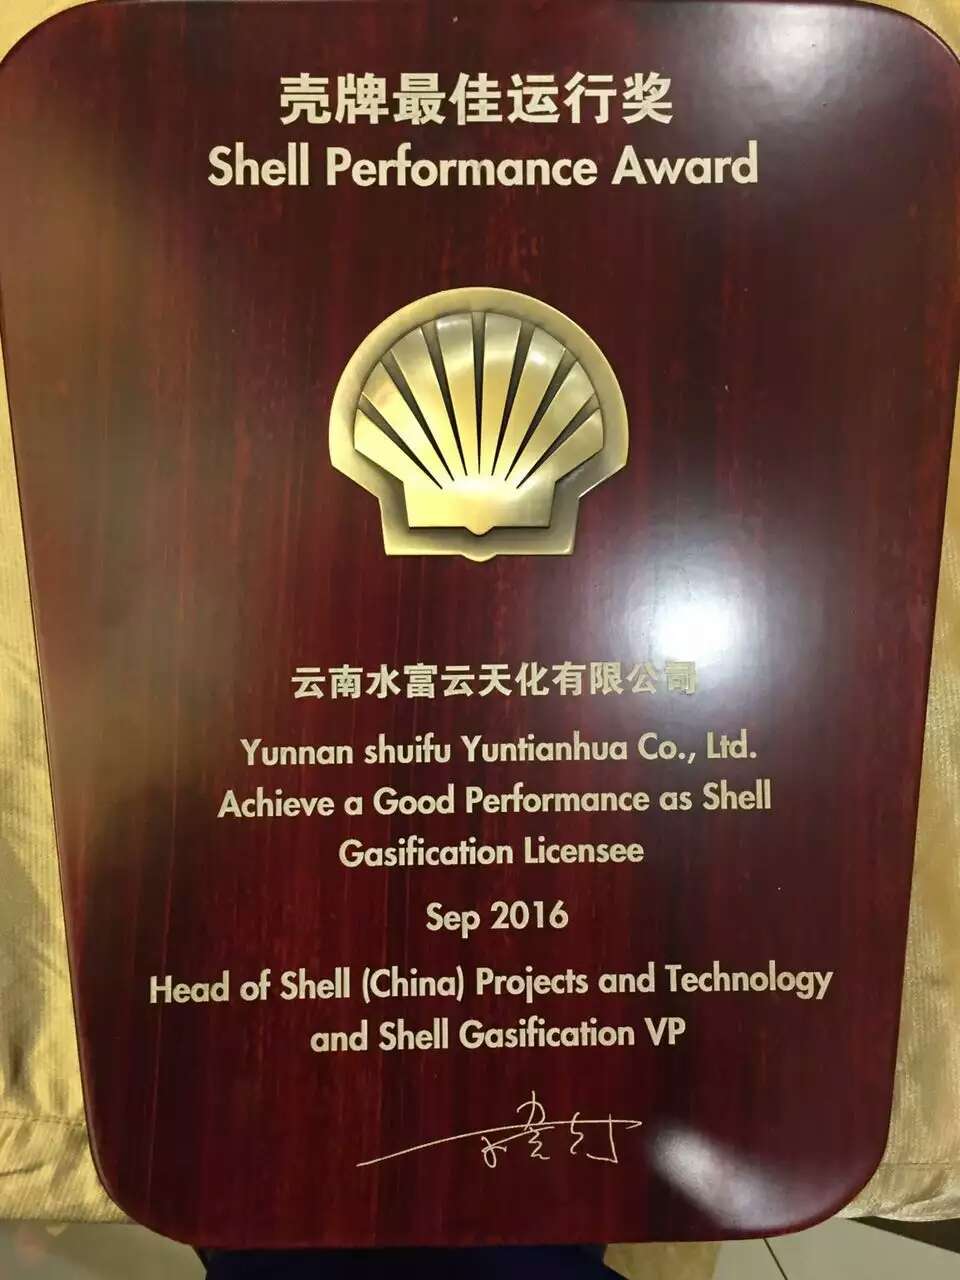 壳牌最佳运行奖
Shell Performance Award
云南水富云天化有限公司
Yunnan shuifu Yuntianhua Co., Ltd.
Achieve a Good Performance as Shell
Gasification Licensee
Sep 2016
Head of Shell (China) Projects and Technology
and Shell Gasification VP